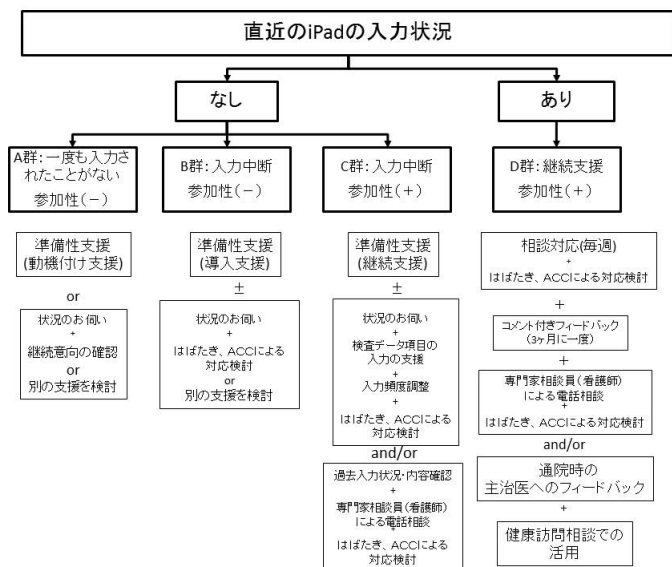 直近のiPadの入力状況
なし
あり
A群:一度も入力さ
れたことがない
参加性(−)
B群:入力中断
参加性(−)
C群:入力中断
参加性(+)
D群:継続支援
参加性(+)
準備性支援
(動機付け支援)
or
状況のお伺い
+
継続意向の確認
or
別の支援を検討
準備性支援
(導入支援)
±
状況のお伺い
+
はばたき、ACCによる
対応検討
or
別の支援を検討
準備性支援
(継続支援)
±
状況のお伺い
+
検査データ項目の
入力の支援
+
入力頻度調整
+
はばたき、ACCによる
対応検討
and/or
過去入力状況・内容確認
+
専門家相談員(看護師)
による電話相談
+
はばたき、ACCによる
対応検討
相談対応(毎週)
+
はばたき、ACCによる対応検討
+
コメント付きフィードバック
(3ヶ月に一度)
+
専門家相談員(看護師)
による電話相談
+
はばたき、ACCによる対応検討
and/or
通院時の
主治医へのフィードバック
+
健康訪問相談での
活用